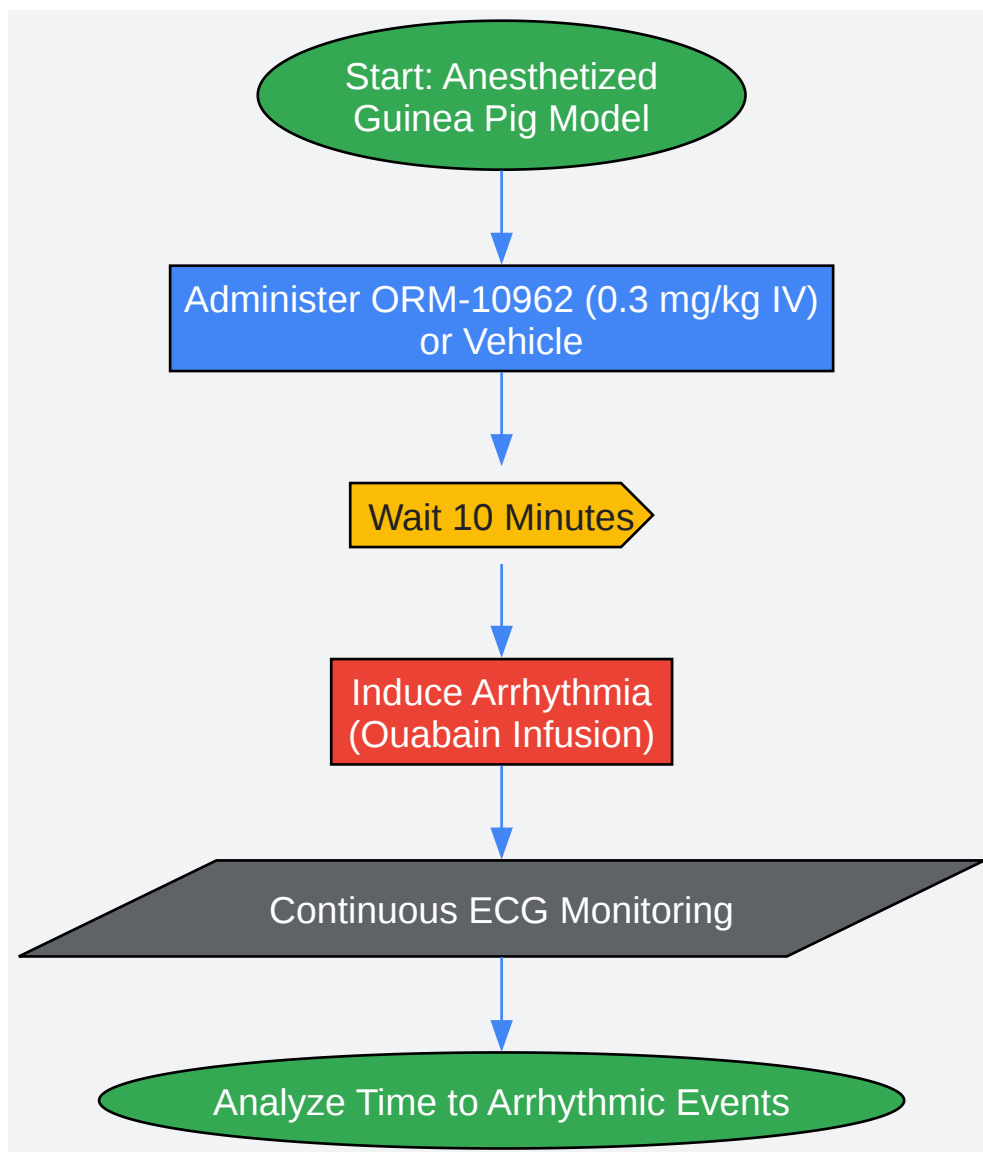 Start: Anesthetized
Guinea Pig Model
Administer ORM-10962 (0.3 mg/kg IV)
or Vehicle
Wait 10 Minutes
Induce Arrhythmia
(Ouabain Infusion)
Continuous ECG Monitoring
Analyze Time to Arrhythmic Events